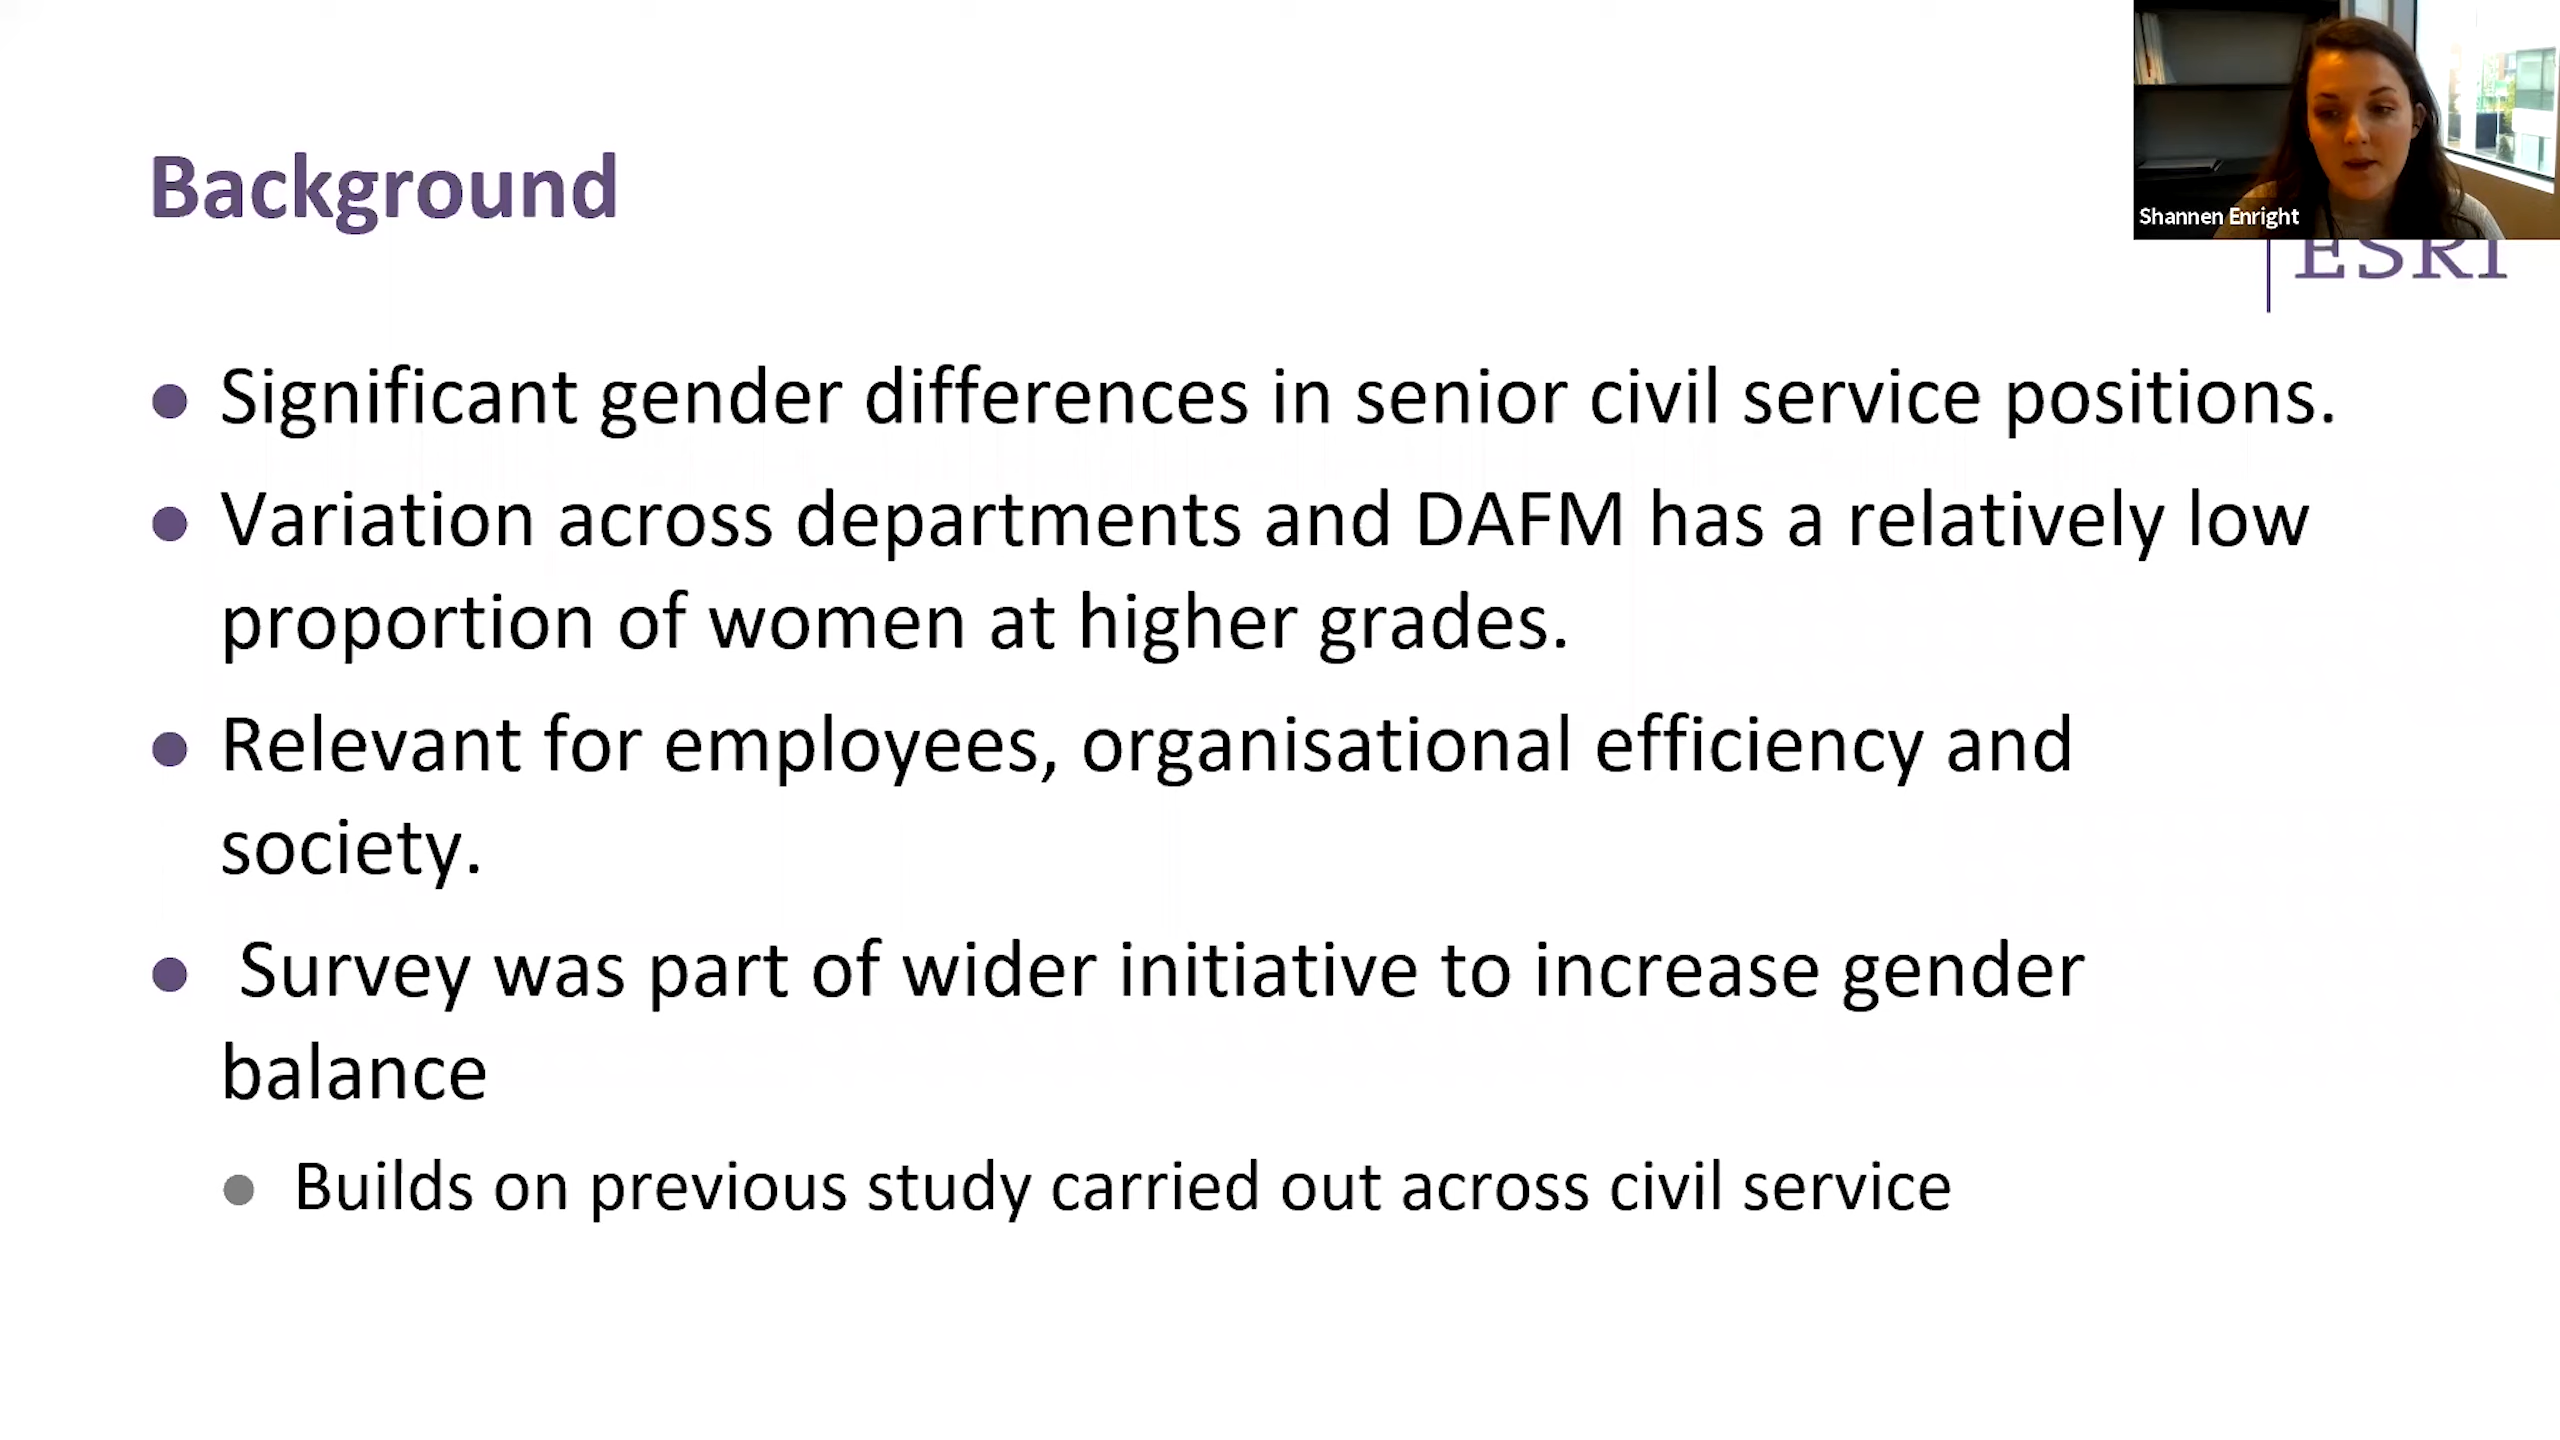 Background
Shannen Enright
ESRI
Significant gender differences in senior civil service positions.
Variation across departments and DAFM has a relatively low
proportion of women at higher grades.
Relevant for employees, organisational efficiency and
society.
Survey was part of wider initiative to increase gender
balance
Builds on previous study carried out across civil service